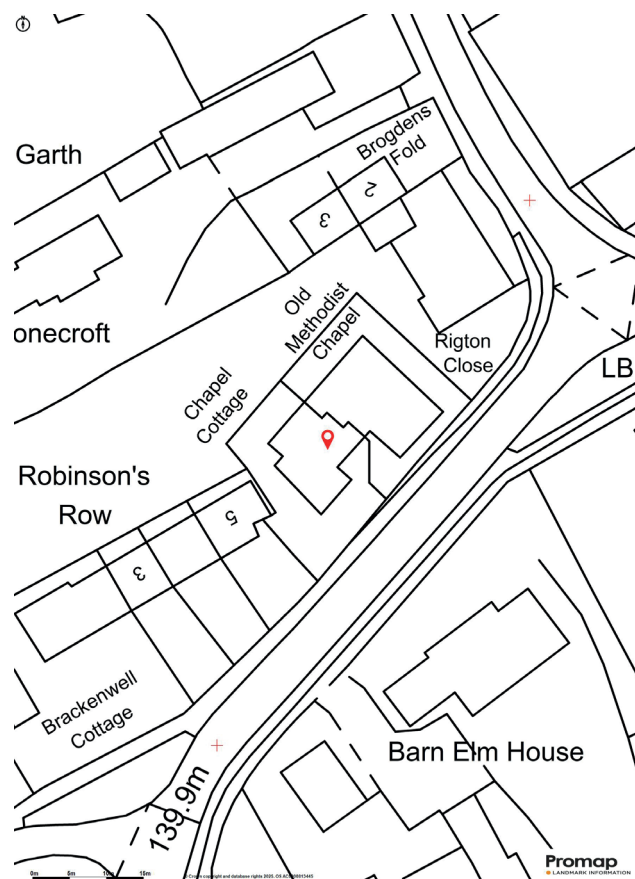 Garth
Brogdens
Fold
2
3
Old
Methodist
Chapel
onecroft
Rigton
Close
LB
Chapel
Cottage
Robinson's
Row
5
3
Brackenwell
Cottage
Barn Elm House
139.9m
0m 5m 10m 15m
Promap
LANDMARK INFORMATION